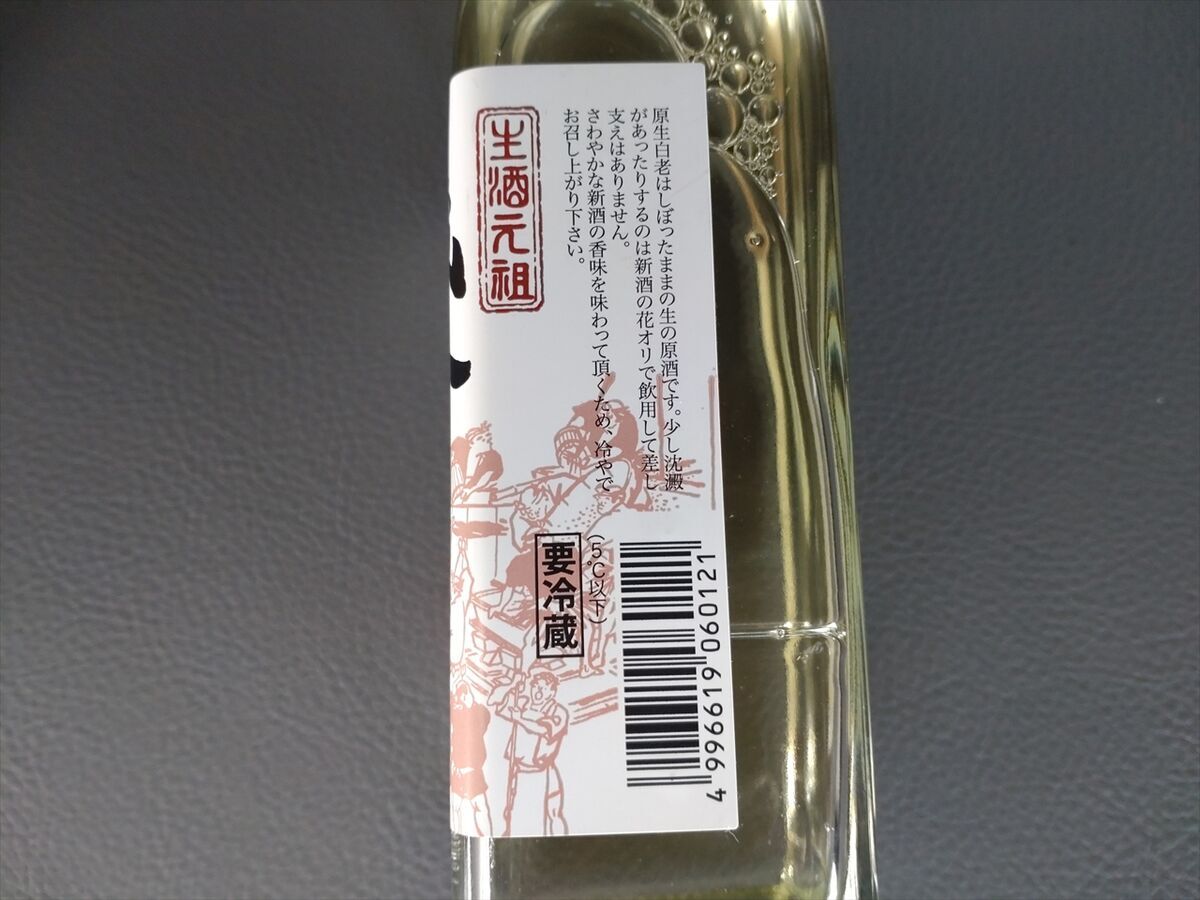 原生白老はしぼったままの生の原酒です。少し沈澱
があったりするのは新酒の花オリで飲用して差し
支えはありません。
さわやかな新酒の香味を味わって頂くため、冷やで
お召し上がり下さい。
生酒元祖
(5℃以下)
要冷蔵
4996619060121